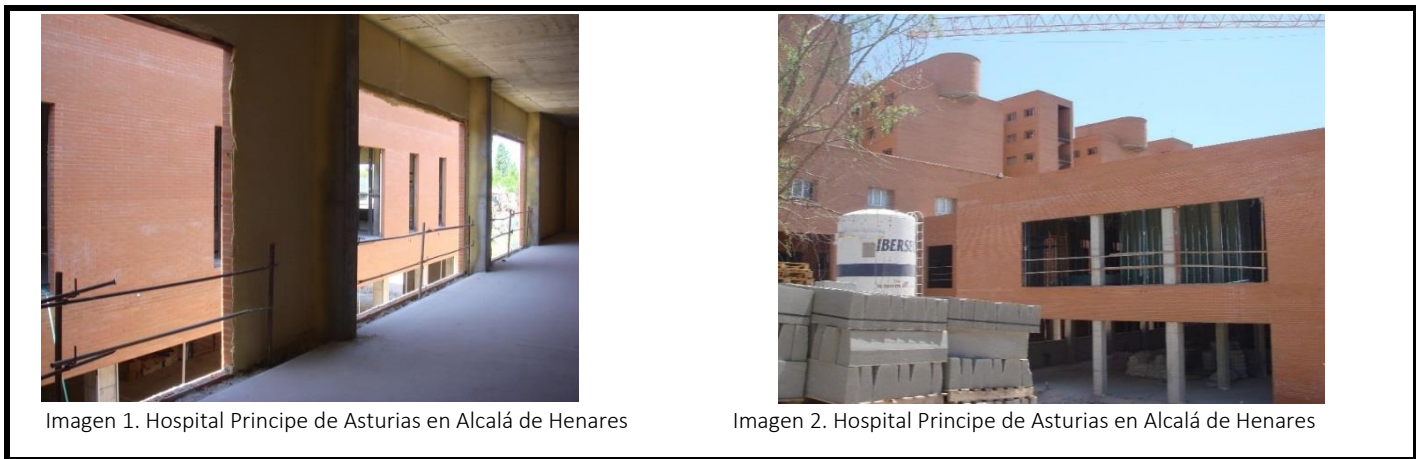 IBERSE
Imagen 1. Hospital Principe de Asturias en Alcalá de Henares
Imagen 2. Hospital Principe de Asturias en Alcalá de Henares